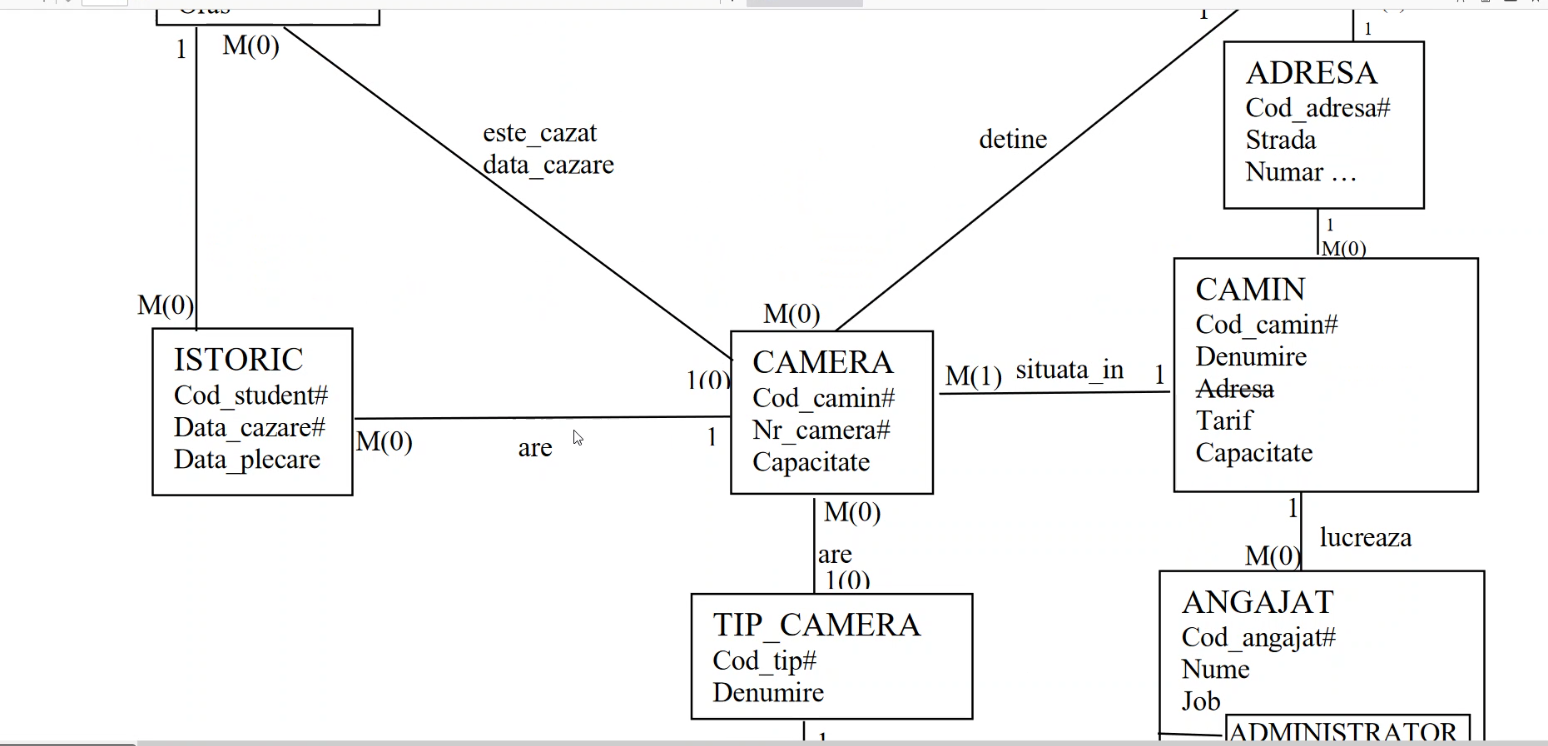 1
M(0)
1
1
ADRESA
Cod_adresa#
Strada
Numar …
este_cazat
data_cazare
detine
1
M(0)
M(0)
M(0)
ISTORIC
Cod_student#
Data_cazare#
Data_plecare
CAMERA
Cod_camin#
Nr_camera#
Capacitate
CAMIN
Cod_camin#
Denumire
Adresa
Tarif
Capacitate
1(0)
M(1)
situata_in
1
M(0)
are
1
M(0)
are
1(0)
1
lucreaza
M(0)
TIP_CAMERA
Cod_tip#
Denumire
1
ANGAJAT
Cod_angajat#
Nume
Job
ADMINISTRATOR